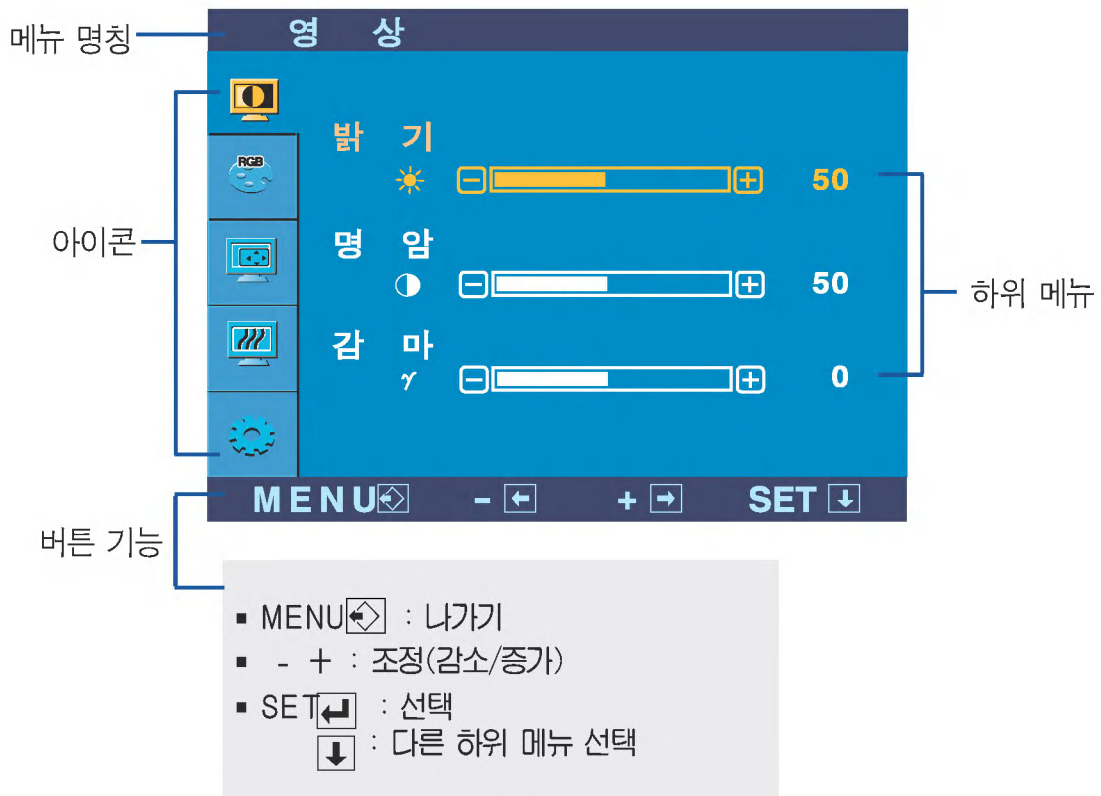 메뉴 명칭
영 상
RGB
밝 기
50
아이콘
명 암
50
하위 메뉴
감 마
γ
0
MENU - + SET
버튼 기능
▪ MENU : 나가기
▪ - + : 조정(감소/증가)
▪ SET : 선택
: 다른 하위 메뉴 선택